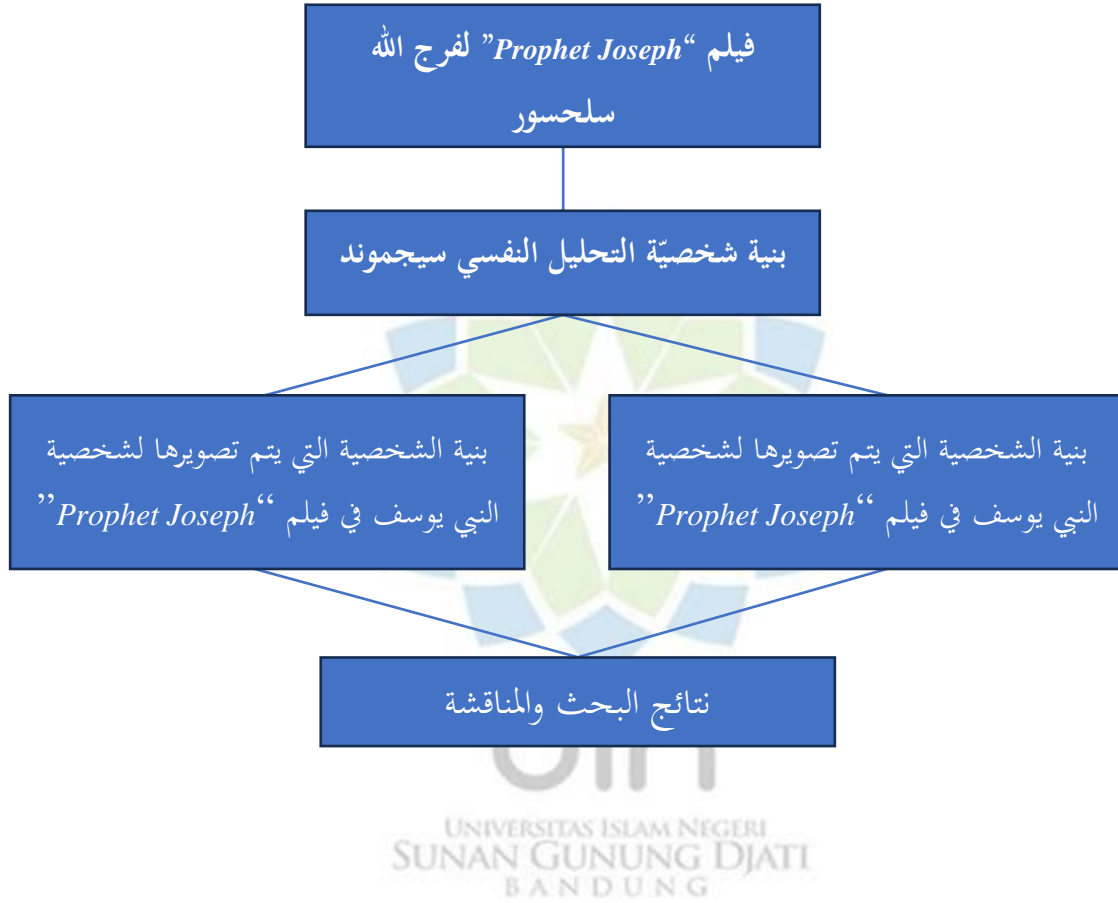 فيلم “Prophet Joseph” لفرج الله
سلحسور
بنية شخصيّة التحليل النفسي سيجموند
بنية الشخصية التي يتم تصويرها لشخصية
النبي يوسف في فيلم “Prophet Joseph”
بنية الشخصية التي يتم تصويرها لشخصية
النبي يوسف في فيلم “Prophet Joseph”
نتائج البحث والمناقشة
uin
UNIVERSITAS ISLAM NEGERI
SUNAN GUNUNG DJATI
BANDUNG